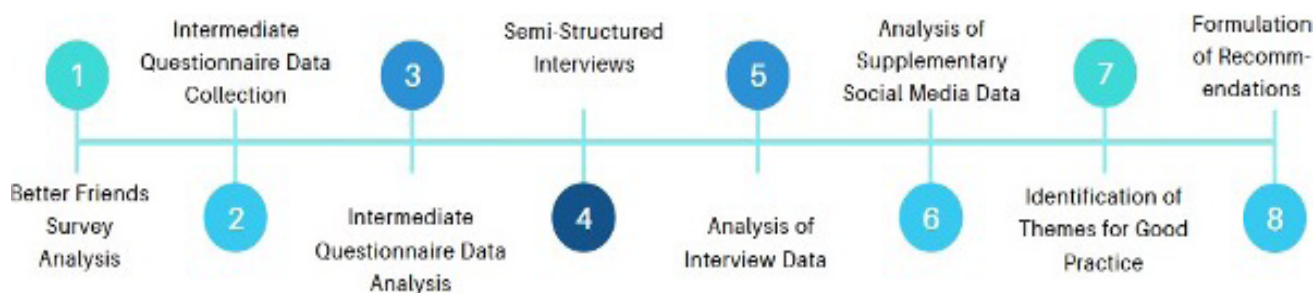 1
Better Friends
Survey
Analysis
Intermediate
Questionnaire Data
Collection
2
3
Intermediate
Questionnaire Data
Analysis
Semi-Structured
Interviews
4
5
Analysis of
Interview Data
Analysis of
Supplementary
Social Media Data
6
7
Identification of
Themes for Good
Practice
Formulation
of Recomm-
endations
8